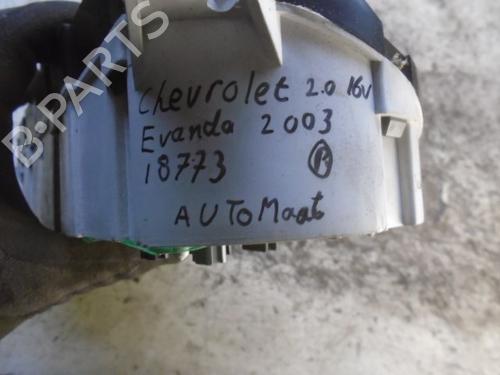 B-PARTS
Chevrolet 2.0 16V
Evanda 2003
18773 B
AUTOMaat